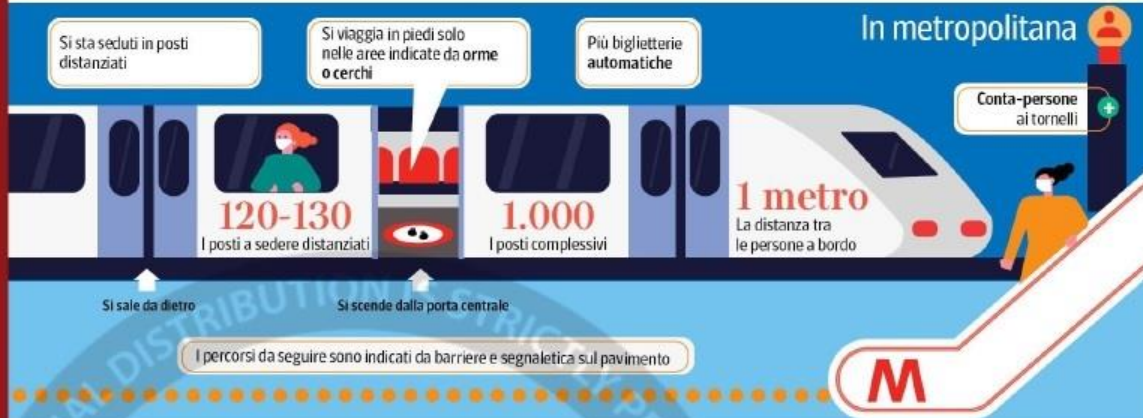 In metropolitana
Si sta seduti in posti
distanziati
Si viaggia in piedi solo
nelle aree indicate da orme
o cerchi
Più biglietterie
automatiche
Conta-persone
ai tornelli
120-130
I posti a sedere distanziati
1.000
I posti complessivi
1 metro
La distanza tra
le persone a bordo
Si sale da dietro
Si scende dalla porta centrale
I percorsi da seguire sono indicati da barriere e segnaletica sul pavimento
M
DISTRIBUTION IS STRICTLY